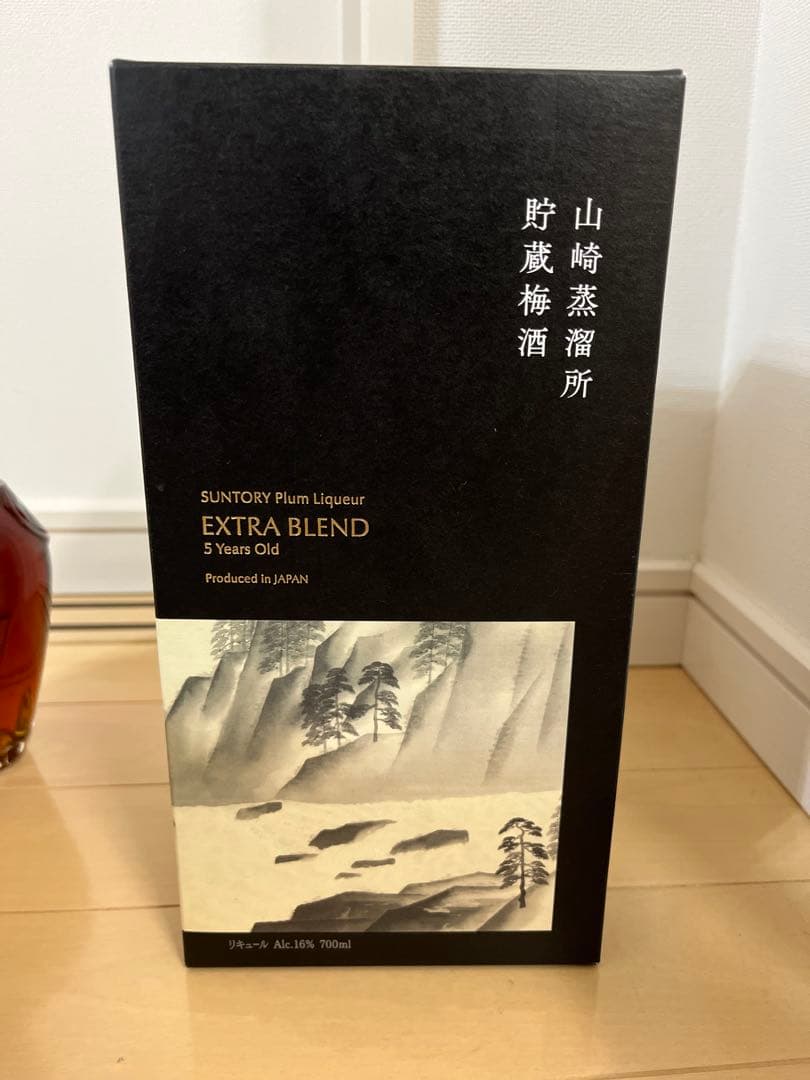 山崎蒸溜所
貯蔵梅酒
SUNTORY Plum Liqueur
EXTRA BLEND
5 Years Old
Produced in JAPAN
リキュール Alc.16% 700ml